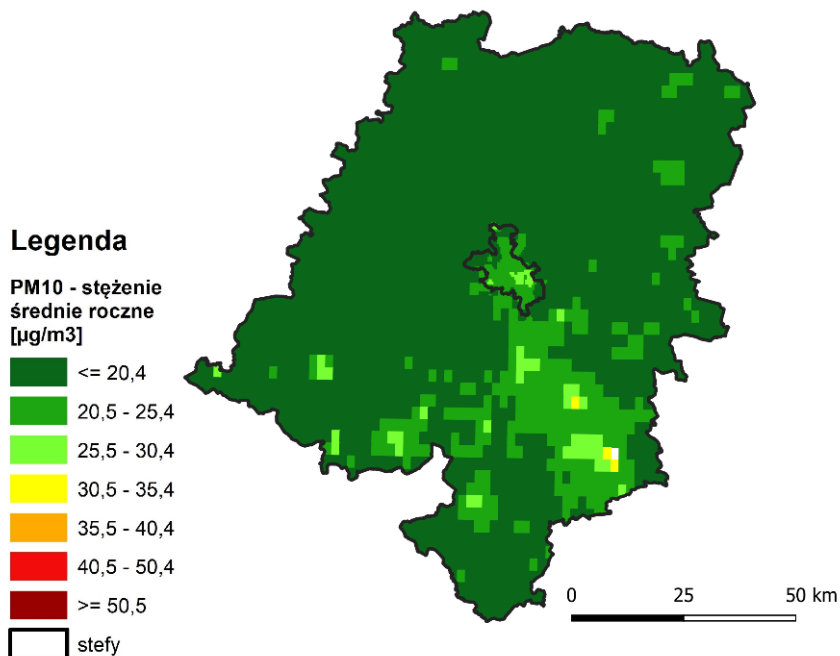 Legenda
PM10 - stężenie
średnie roczne
[µg/m3]
<= 20,4
20,5 - 25,4
25,5 - 30,4
30,5 - 35,4
35,5 - 40,4
40,5 - 50,4
>= 50,5
stefy
0 25 50 km